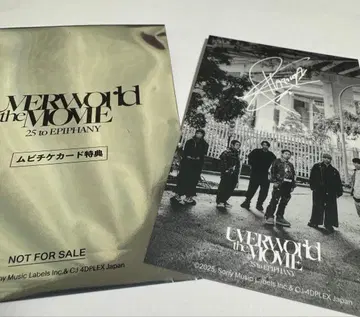 UVERworld
the MOVIE
25 to EPIPHANY
ムビチケカード特典
NOT FOR SALE
Music Labels Inc.& CJ 4DPLEX Japan
UVERworld
the MOVIE
25 to EPIPHANY
©2025, Sony Music Labels Inc.& CJ 4DPLEX Japan